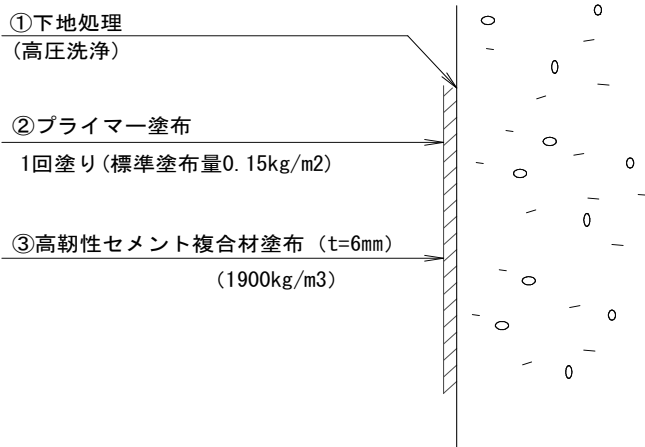 ①下地処理
(高圧洗浄)
②プライマー塗布
1回塗り(標準塗布量0.15kg/m2)
③高靭性セメント複合材塗布（t=6mm）
(1900kg/m3)